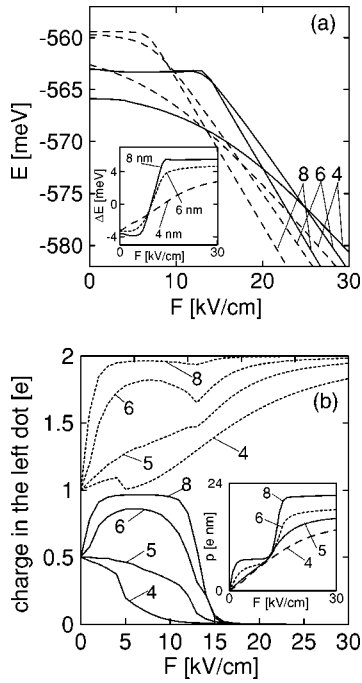 (a)
E [meV]
-560
-565
-570
-575
-580
0 10 20 30
F [kV/cm]
8 6 4
ΔE [meV]
4
0
-4
0 30
F [kV/cm]
8 nm
6 nm
4 nm
(b)
charge in the left dot [e]
2
1.5
1
0.5
0
0 5 10 15 20 25 30
F [kV/cm]
8
6
5
4
8
6
5
4
p [e nm]
24
0
0 30
F [kV/cm]
8
6
5
4